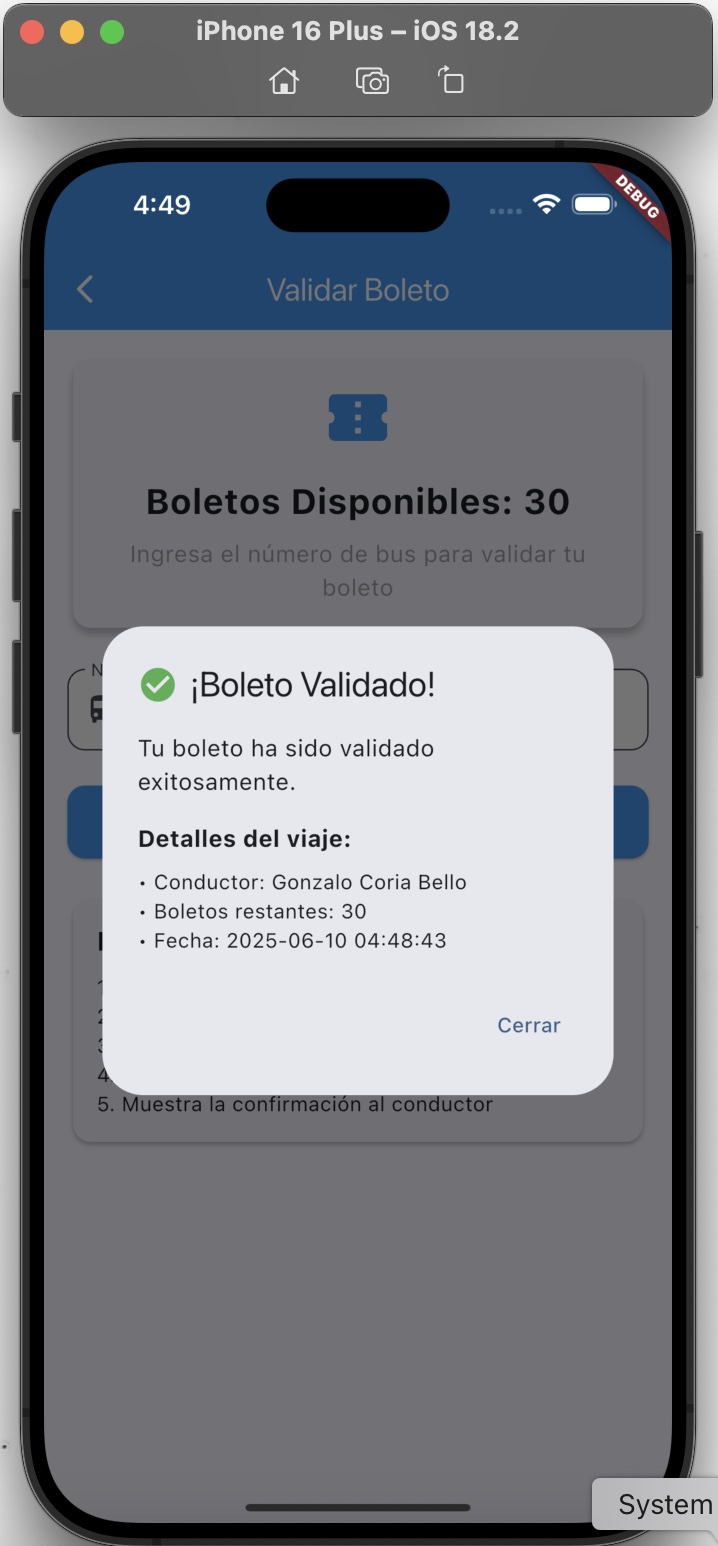 iPhone 16 Plus – iOS 18.2
4:49
DEBUG
Validar Boleto
Boletos Disponibles: 30
Ingresa el número de bus para validar tu
boleto
¡Boleto Validado!
Tu boleto ha sido validado
exitosamente.
Detalles del viaje:
• Conductor: Gonzalo Coria Bello
• Boletos restantes: 30
• Fecha: 2025-06-10 04:48:43
Cerrar
5. Muestra la confirmación al conductor
System